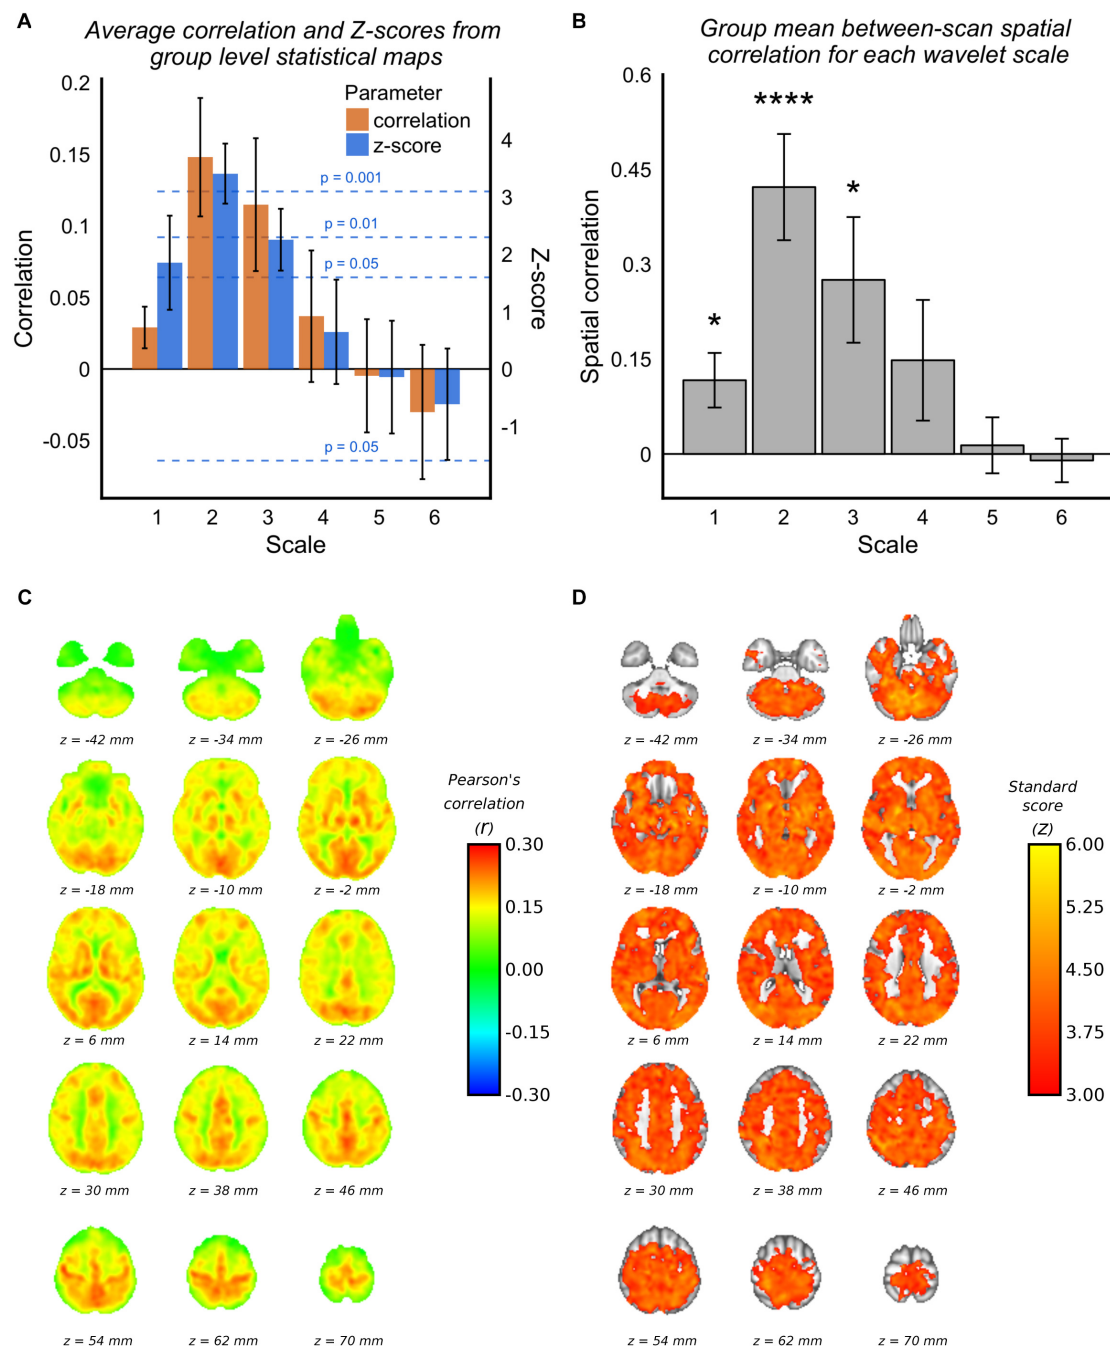 A
Average correlation and Z-scores from
group level statistical maps
Parameter
correlation
z-score
0.2
0.15
0.1
0.05
0
-0.05
Correlation
4
3
2
1
0
-1
Z-score
p = 0.001
p = 0.01
p = 0.05
p = 0.05
1 2 3 4 5 6
Scale
B
Group mean between-scan spatial
correlation for each wavelet scale
0.6
0.45
0.3
0.15
0
Spatial correlation
* **** *
1 2 3 4 5 6
Scale
C
z = -42 mm z = -34 mm z = -26 mm
z = -18 mm z = -10 mm z = -2 mm
z = 6 mm z = 14 mm z = 22 mm
z = 30 mm z = 38 mm z = 46 mm
z = 54 mm z = 62 mm z = 70 mm
Pearson's
correlation
(r)
0.30
0.15
0.00
-0.15
-0.30
D
z = -42 mm z = -34 mm z = -26 mm
z = -18 mm z = -10 mm z = -2 mm
z = 6 mm z = 14 mm z = 22 mm
z = 30 mm z = 38 mm z = 46 mm
z = 54 mm z = 62 mm z = 70 mm
Standard
score
(z)
6.00
5.25
4.50
3.75
3.00